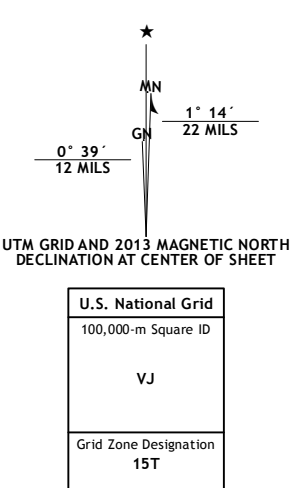 ★
MN
1° 14´
22 MILS
GN
0° 39´
12 MILS
UTM GRID AND 2013 MAGNETIC NORTH
DECLINATION AT CENTER OF SHEET
U.S. National Grid
100,000-m Square ID
VJ
Grid Zone Designation
15T